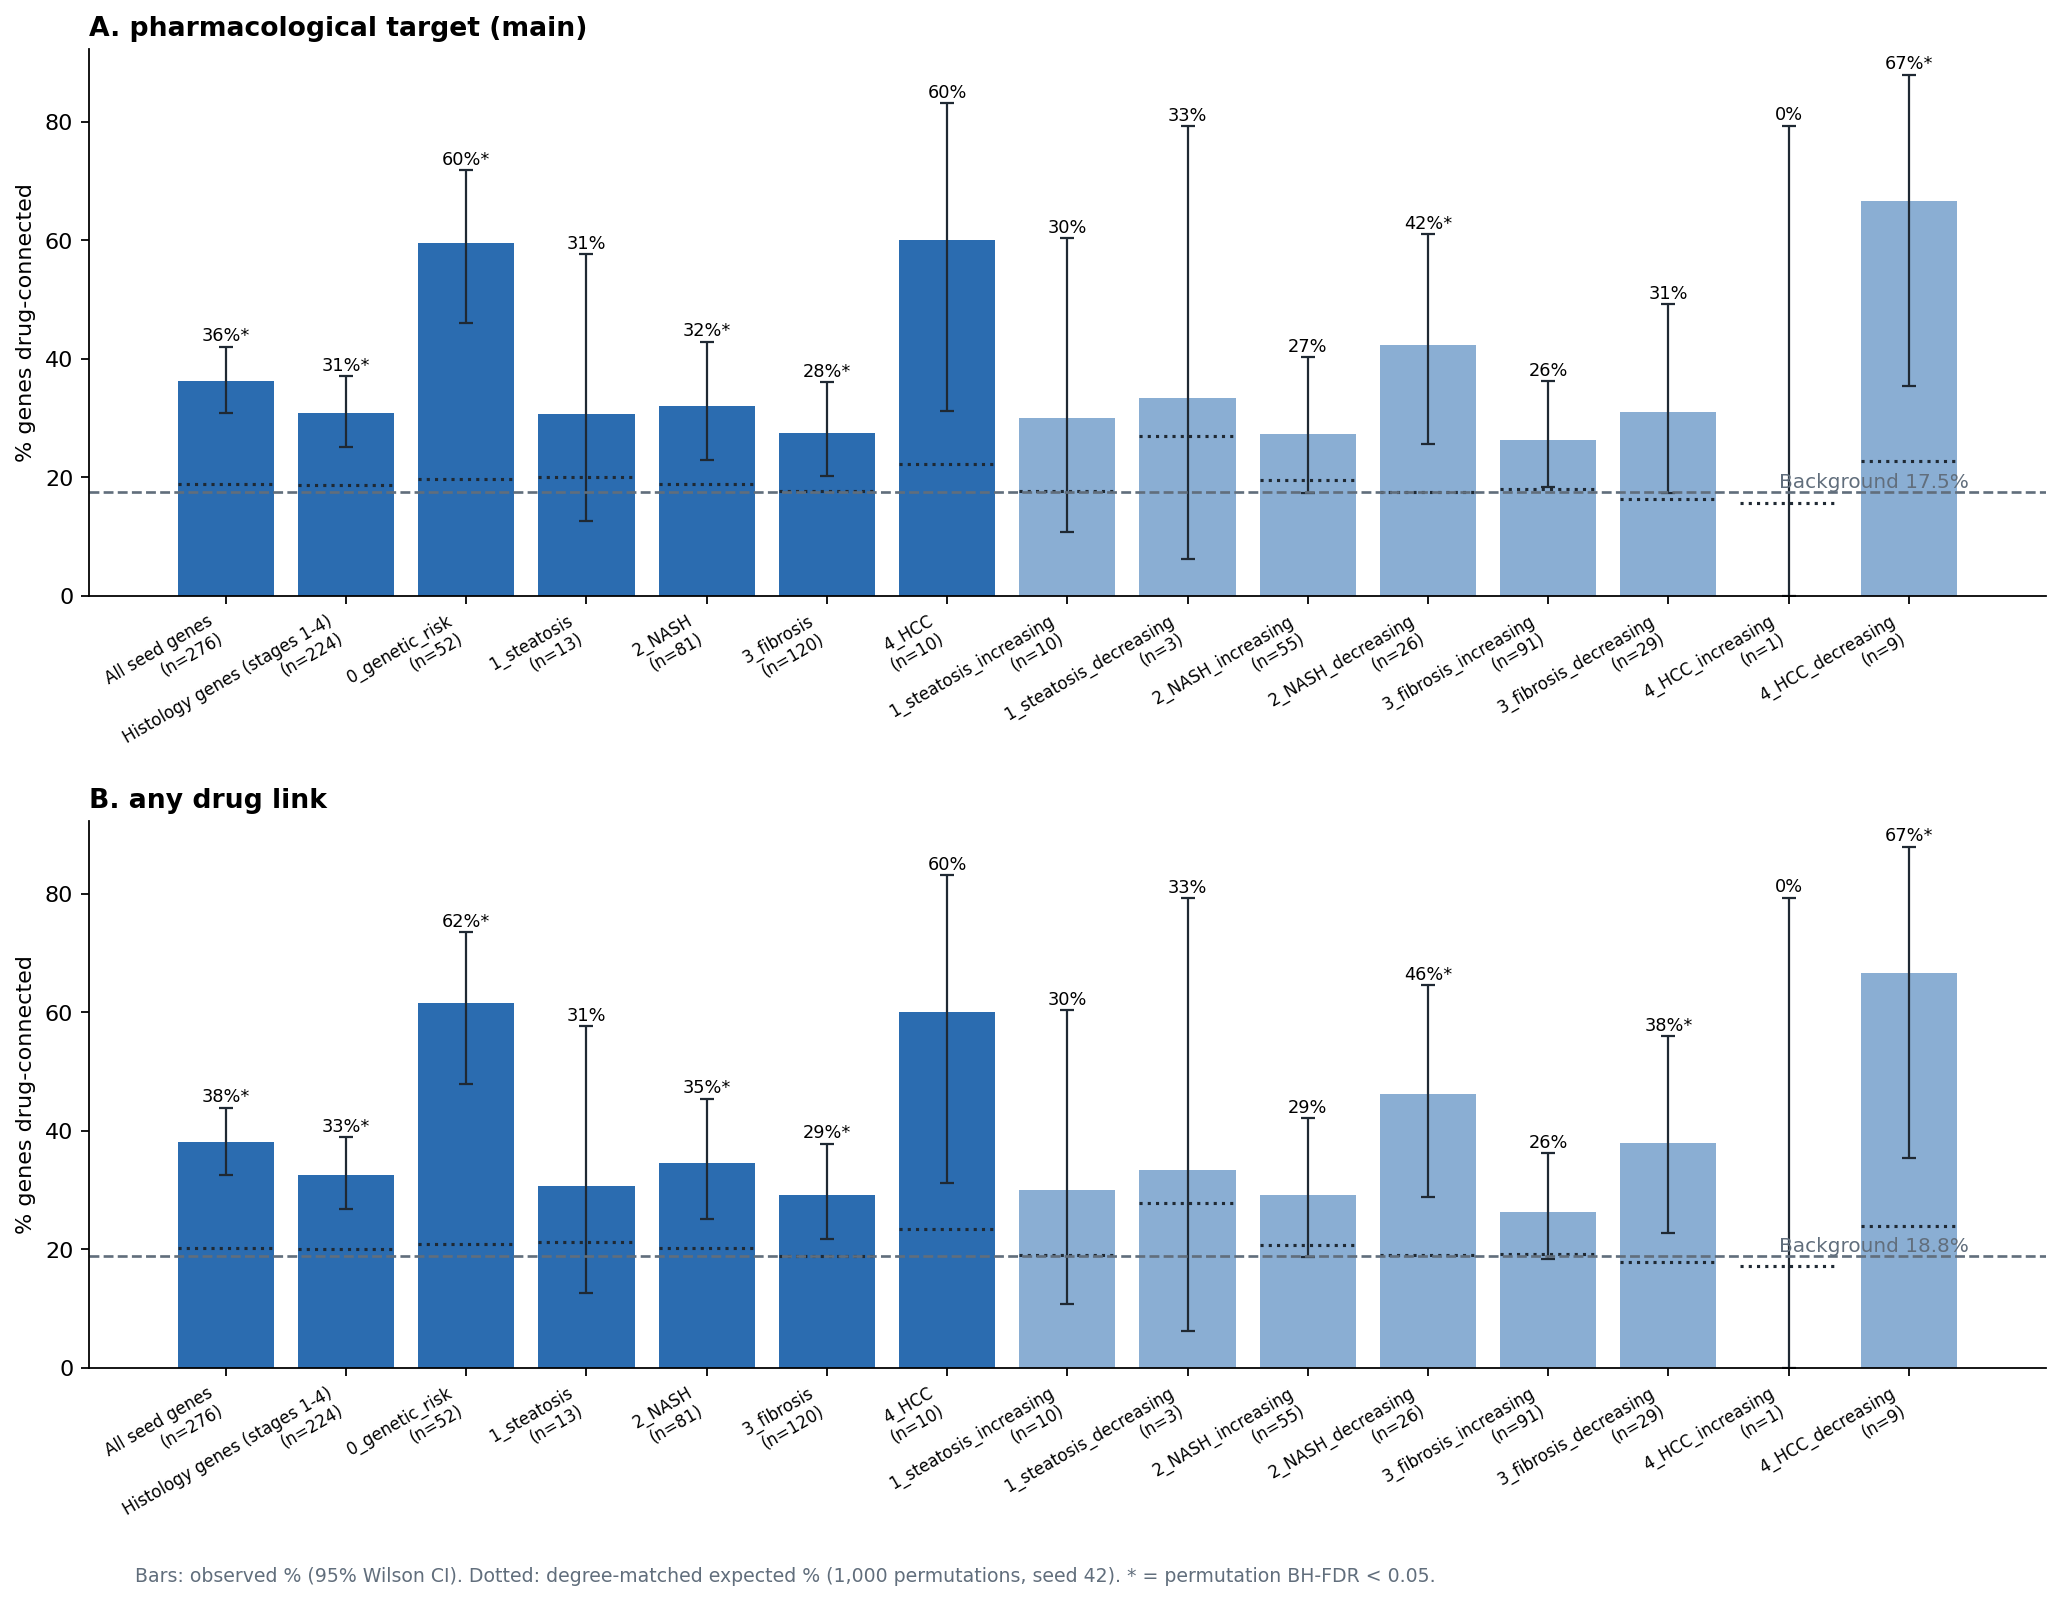 A. pharmacological target (main)
% genes drug-connected
80
60
40
20
0
36%*
31%*
60%*
31%
32%*
28%*
60%
30%
33%
27%
42%*
26%
31%
0%
67%*
Background 17.5%
All seed genes
(n=276)
Histology genes (stages 1-4)
(n=224)
0_genetic_risk
(n=52)
1_steatosis
(n=13)
2_NASH
(n=81)
3_fibrosis
(n=120)
4_HCC
(n=10)
1_steatosis_increasing
(n=10)
1_steatosis_decreasing
(n=3)
2_NASH_increasing
(n=55)
2_NASH_decreasing
(n=26)
3_fibrosis_increasing
(n=91)
3_fibrosis_decreasing
(n=29)
4_HCC_increasing
(n=1)
4_HCC_decreasing
(n=9)
B. any drug link
% genes drug-connected
80
60
40
20
0
38%*
33%*
62%*
31%
35%*
29%*
60%
30%
33%
29%
46%*
26%
38%*
0%
67%*
Background 18.8%
All seed genes
(n=276)
Histology genes (stages 1-4)
(n=224)
0_genetic_risk
(n=52)
1_steatosis
(n=13)
2_NASH
(n=81)
3_fibrosis
(n=120)
4_HCC
(n=10)
1_steatosis_increasing
(n=10)
1_steatosis_decreasing
(n=3)
2_NASH_increasing
(n=55)
2_NASH_decreasing
(n=26)
3_fibrosis_increasing
(n=91)
3_fibrosis_decreasing
(n=29)
4_HCC_increasing
(n=1)
4_HCC_decreasing
(n=9)
Bars: observed % (95% Wilson CI). Dotted: degree-matched expected % (1,000 permutations, seed 42). * = permutation BH-FDR < 0.05.